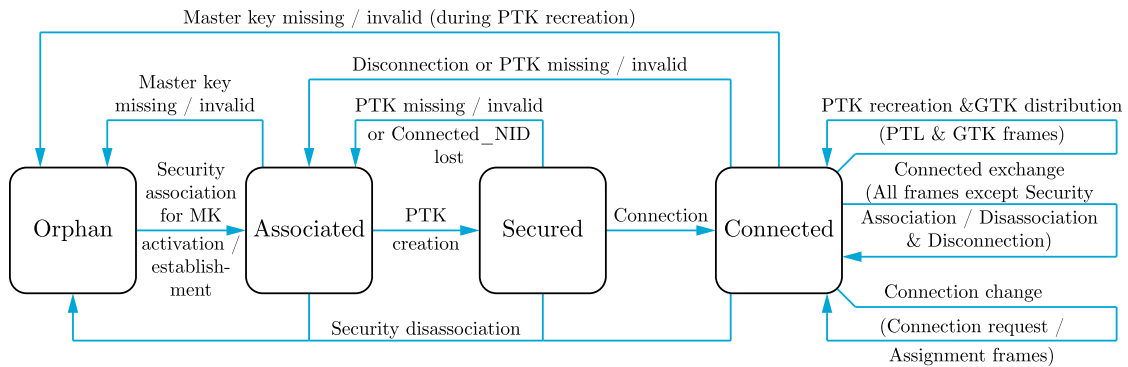 Master key missing / invalid (during PTK recreation)
Disconnection or PTK missing / invalid
Master key
missing / invalid
PTK missing / invalid
or Connected_NID
lost
PTK recreation &GTK distribution
(PTL & GTK frames)
Security
association
for MK
activation /
establish-
ment
Connected exchange
(All frames except Security
Association / Disassociation
& Disconnection)
Orphan
Associated
PTK
creation
Secured
Connection
Connected
Connection change
(Connection request /
Assignment frames)
Security disassociation